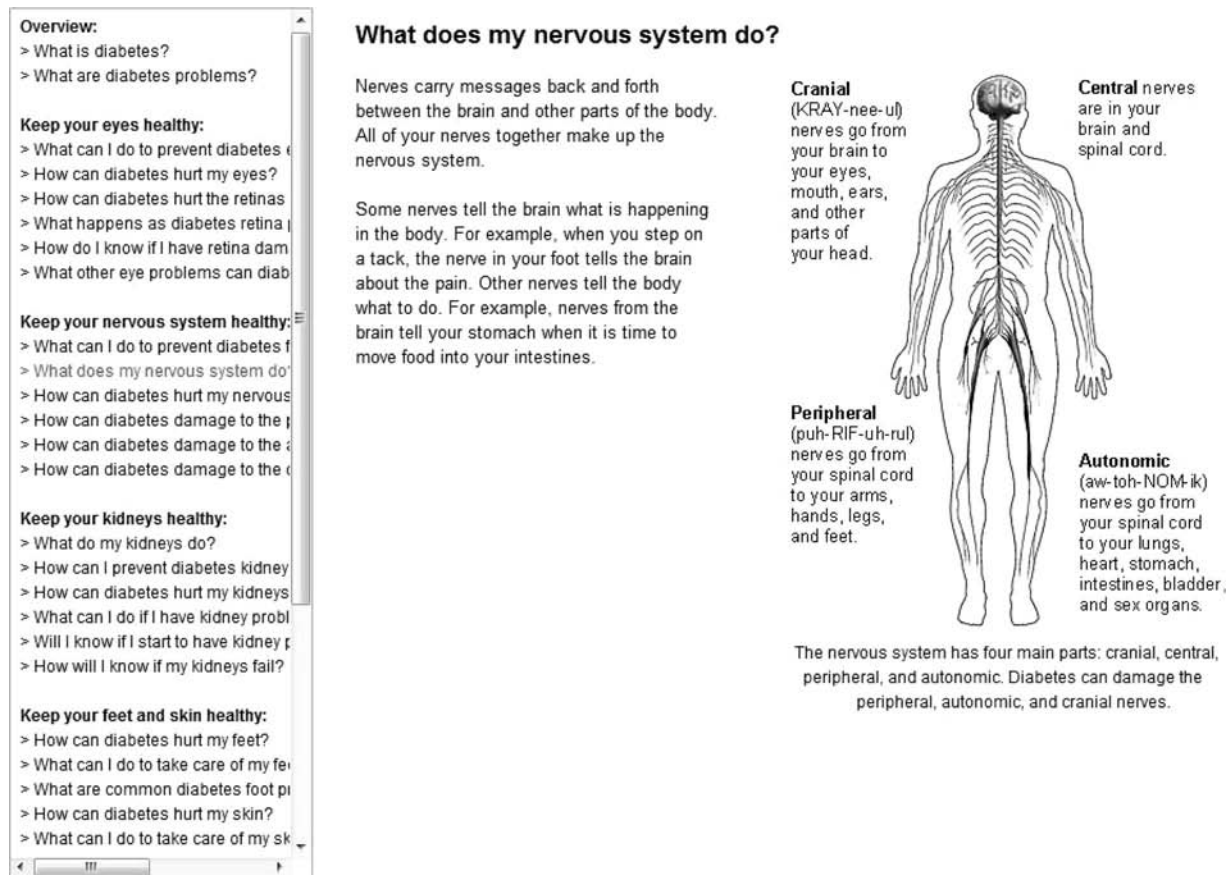 Overview:
> What is diabetes?
> What are diabetes problems?
Keep your eyes healthy:
> What can I do to prevent diabetes
> How can diabetes hurt my eyes?
> How can diabetes hurt the retinas
> What happens as diabetes retina
> How do I know if I have retina dam
> What other eye problems can diab
Keep your nervous system healthy:
> What can I do to prevent diabetes
> What does my nervous system do
> How can diabetes hurt my nervous
> How can diabetes damage to the
> How can diabetes damage to the
> How can diabetes damage to the
Keep your kidneys healthy:
> What do my kidneys do?
> How can I prevent diabetes kidney
> How can diabetes hurt my kidneys
> What can I do if I have kidney probl
> Will I know if I start to have kidney
> How will I know if my kidneys fail?
Keep your feet and skin healthy:
> How can diabetes hurt my feet?
> What can I do to take care of my fe
> What are common diabetes foot pr
> How can diabetes hurt my skin?
> What can I do to take care of my sk
What does my nervous system do?
Nerves carry messages back and forth
between the brain and other parts of the body.
All of your nerves together make up the
nervous system.
Some nerves tell the brain what is happening
in the body. For example, when you step on
a tack, the nerve in your foot tells the brain
about the pain. Other nerves tell the body
what to do. For example, nerves from the
brain tell your stomach when it is time to
move food into your intestines.
Cranial
(KRAY-nee-ul)
nerves go from
your brain to
your eyes,
mouth, ears,
and other
parts of
your head.
Central nerves
are in your
brain and
spinal cord.
Peripheral
(puh-RIF-uh-rul)
nerves go from
your spinal cord
to your arms,
hands, legs,
and feet.
Autonomic
(aw-toh-NOM-ik)
nerves go from
your spinal cord
to your lungs,
heart, stomach,
intestines, bladder,
and sex organs.
The nervous system has four main parts: cranial, central,
peripheral, and autonomic. Diabetes can damage the
peripheral, autonomic, and cranial nerves.